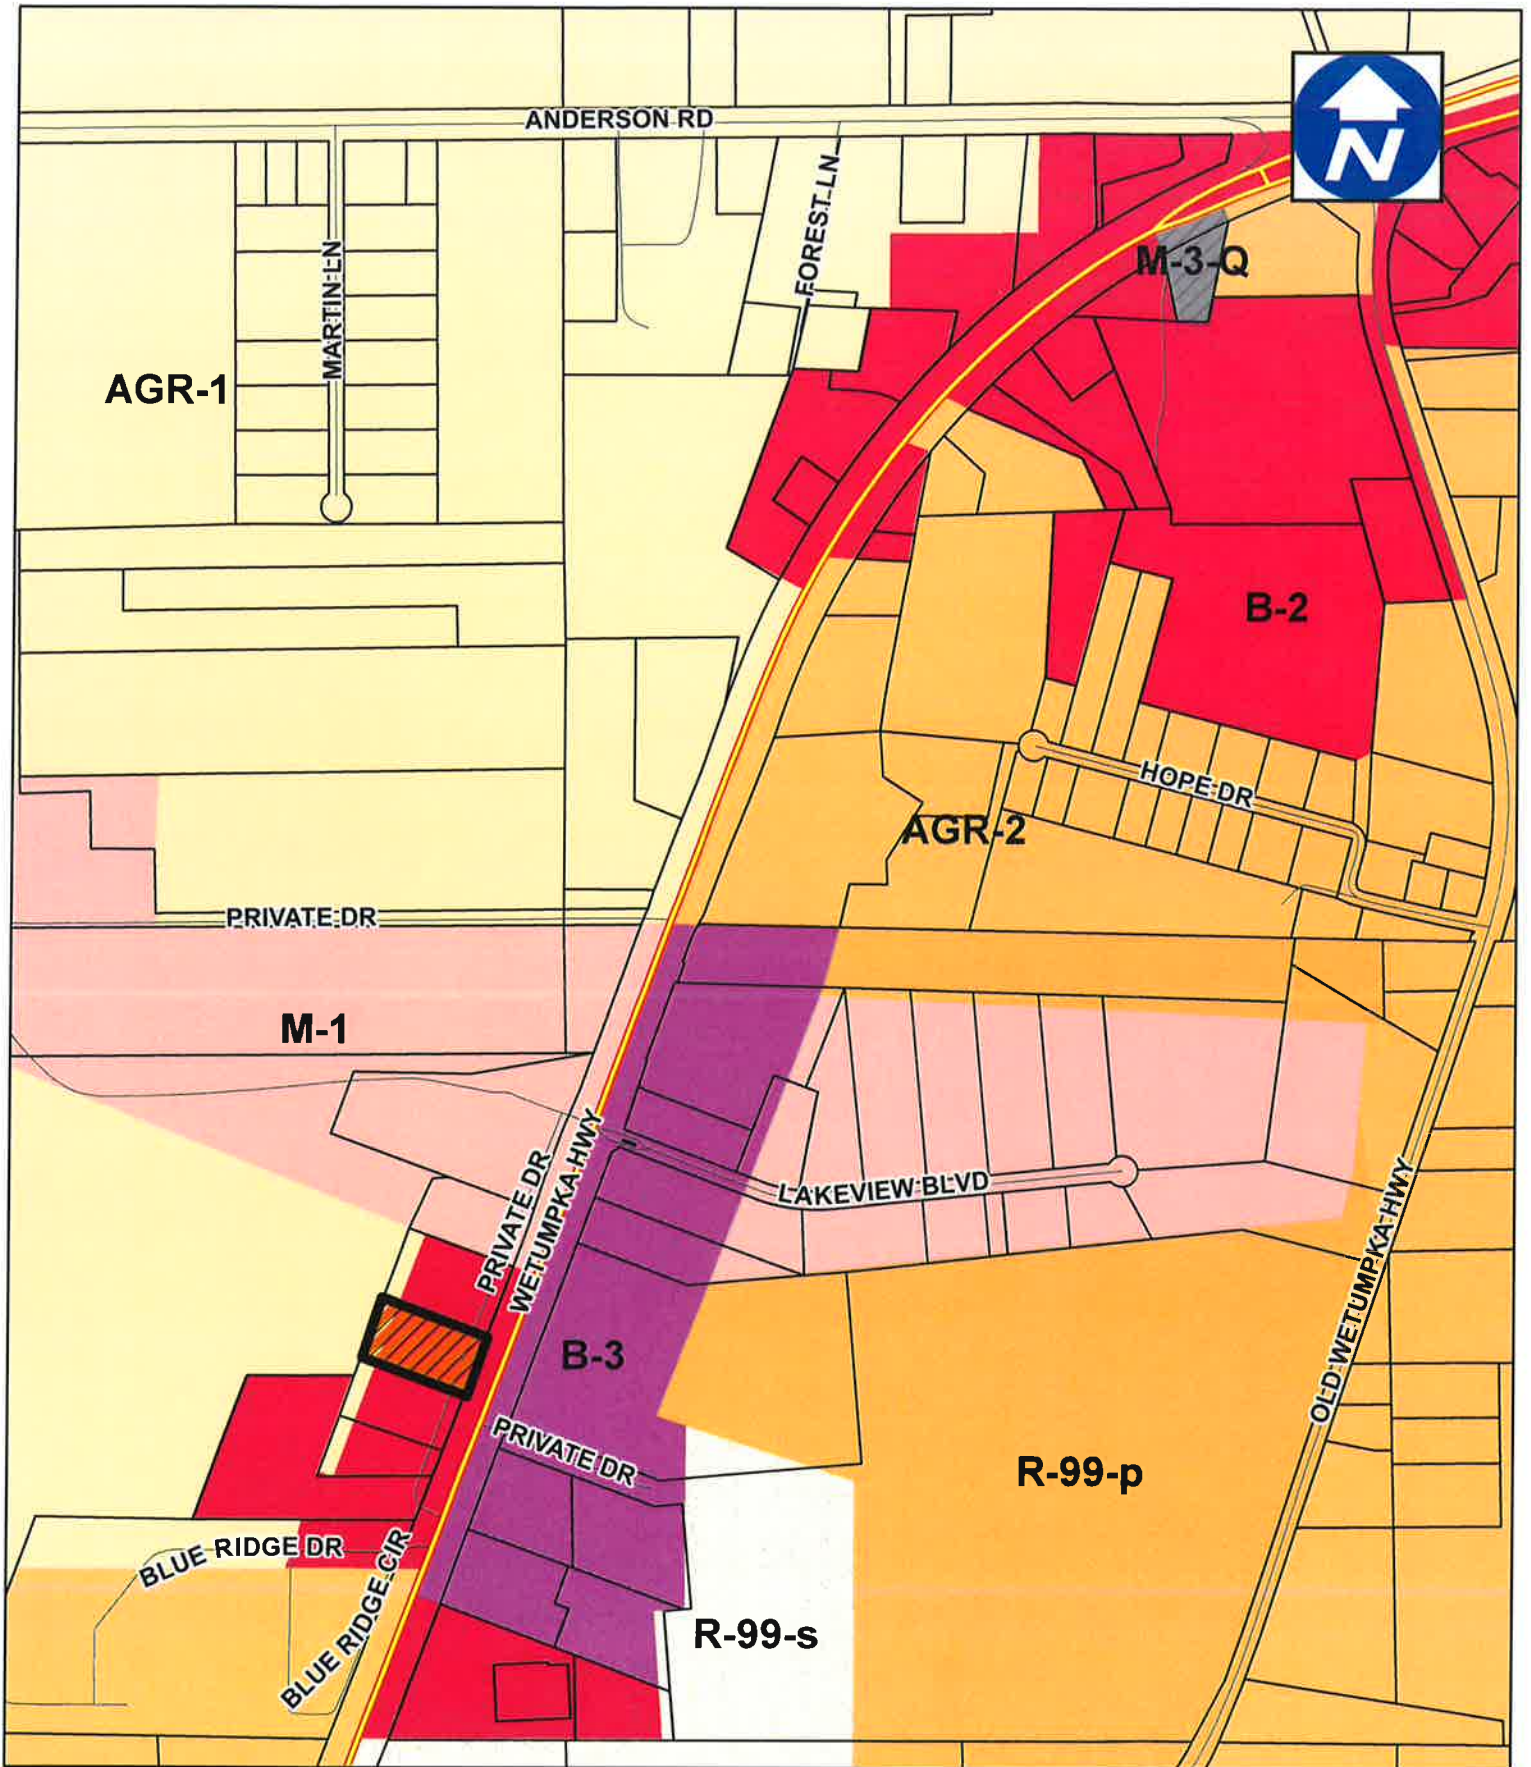 ANDERSON RD
N
FOREST LN
MARTIN LN
M-3-Q
AGR-1
B-2
HOPE DR
AGR-2
PRIVATE DR
M-1
PRIVATE DR
WETUMPKA HWY
LAKEVIEW BLVD
OLD WETUMPKA HWY
B-3
PRIVATE DR
R-99-p
BLUE RIDGE DR
BLUE RIDGE CIR
R-99-s